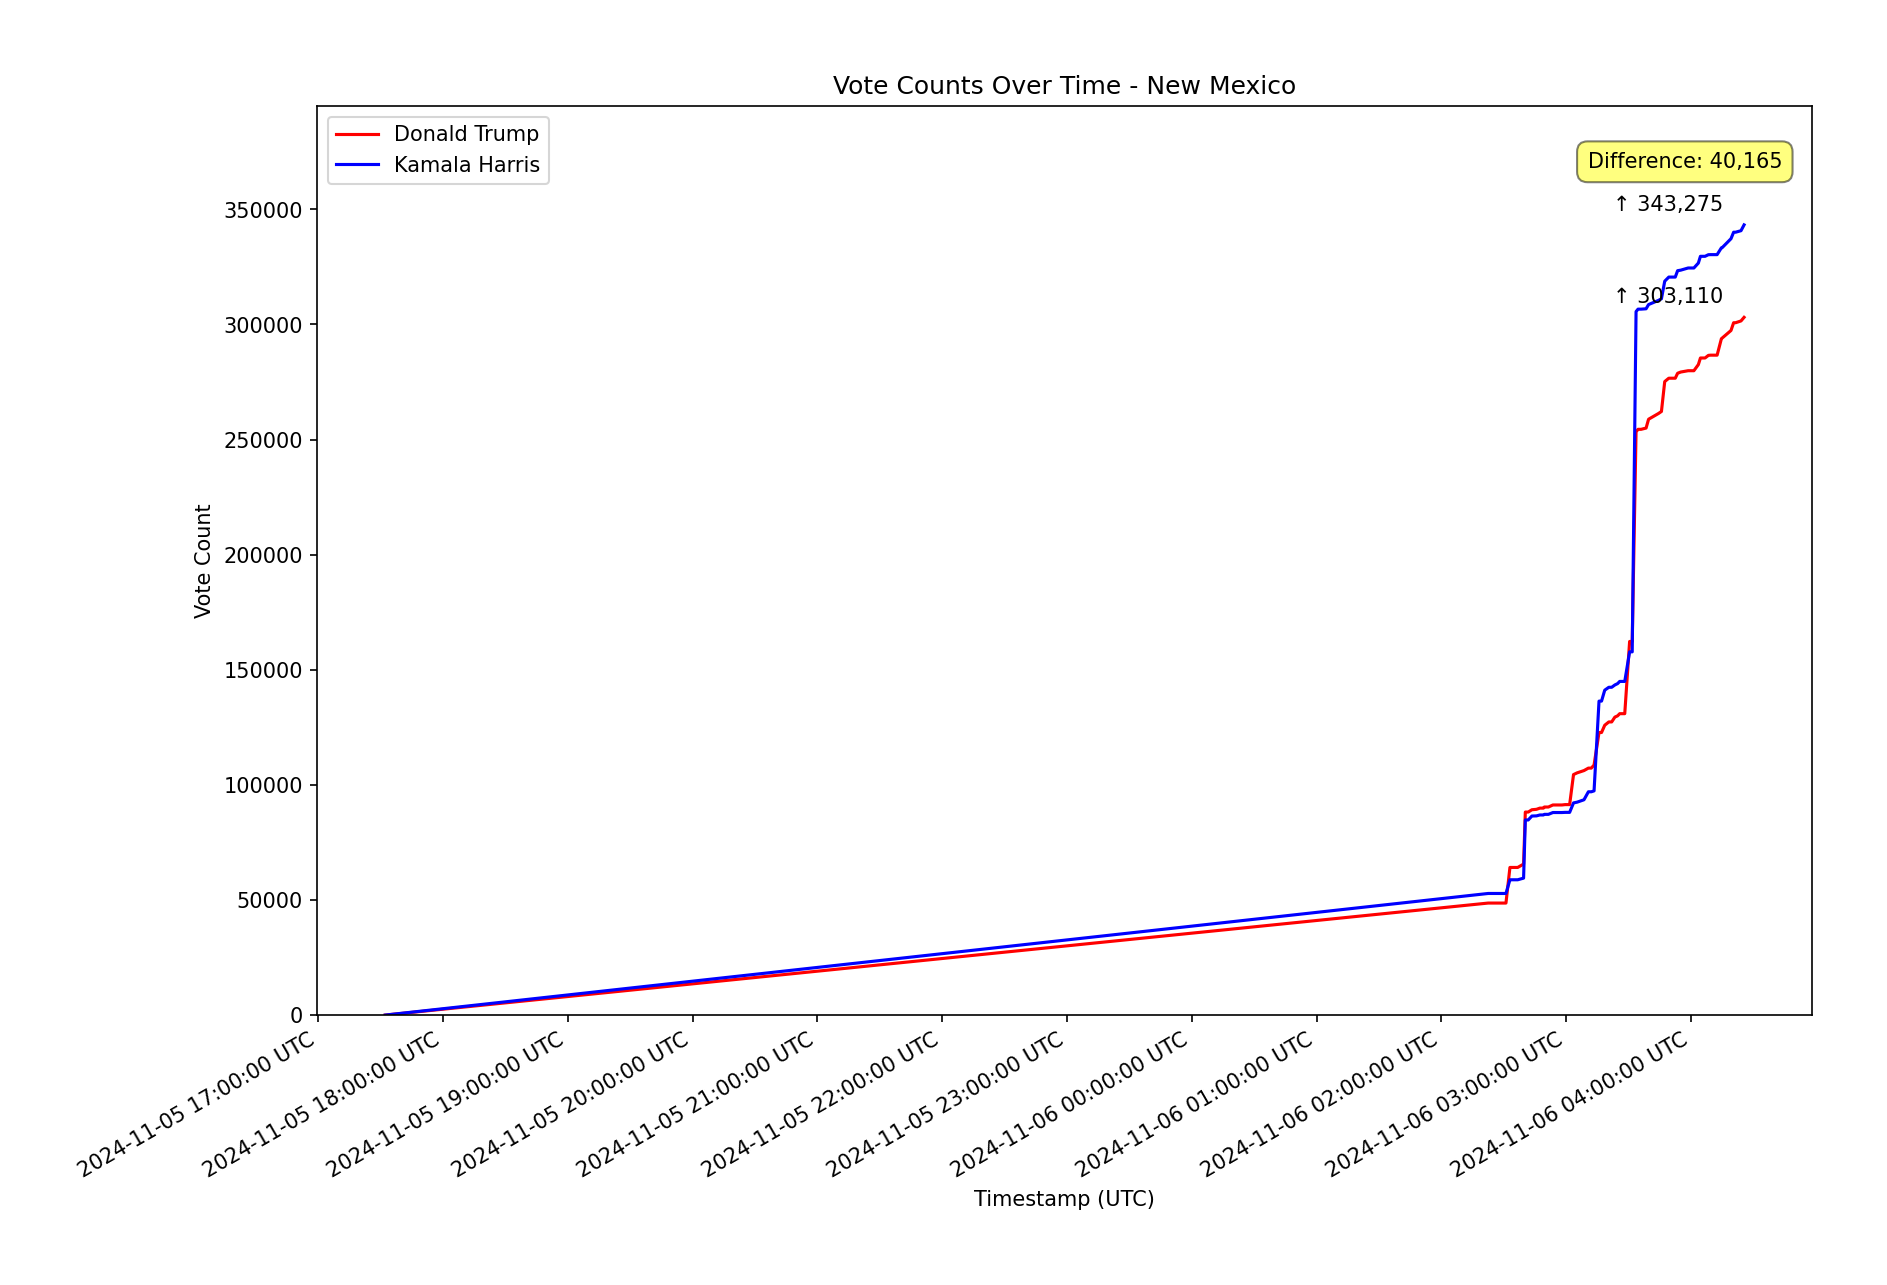 Vote Counts Over Time - New Mexico
Donald Trump
Kamala Harris
Difference: 40,165
↑ 343,275
↑ 303,110
Vote Count
350000
300000
250000
200000
150000
100000
50000
0
2024-11-05 17:00:00 UTC
2024-11-05 18:00:00 UTC
2024-11-05 19:00:00 UTC
2024-11-05 20:00:00 UTC
2024-11-05 21:00:00 UTC
2024-11-05 22:00:00 UTC
2024-11-05 23:00:00 UTC
2024-11-06 00:00:00 UTC
2024-11-06 01:00:00 UTC
2024-11-06 02:00:00 UTC
2024-11-06 03:00:00 UTC
2024-11-06 04:00:00 UTC
Timestamp (UTC)